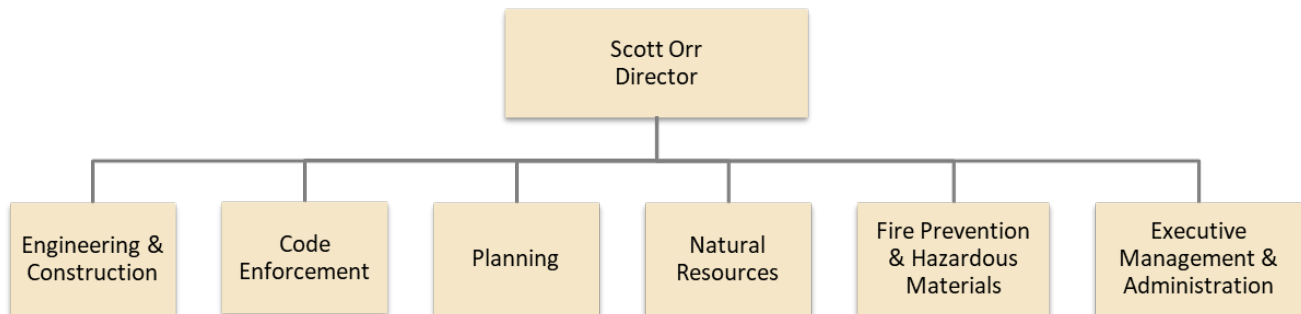 Scott Orr
Director
Engineering &
Construction
Code
Enforcement
Planning
Natural
Resources
Fire Prevention
& Hazardous
Materials
Executive
Management &
Administration